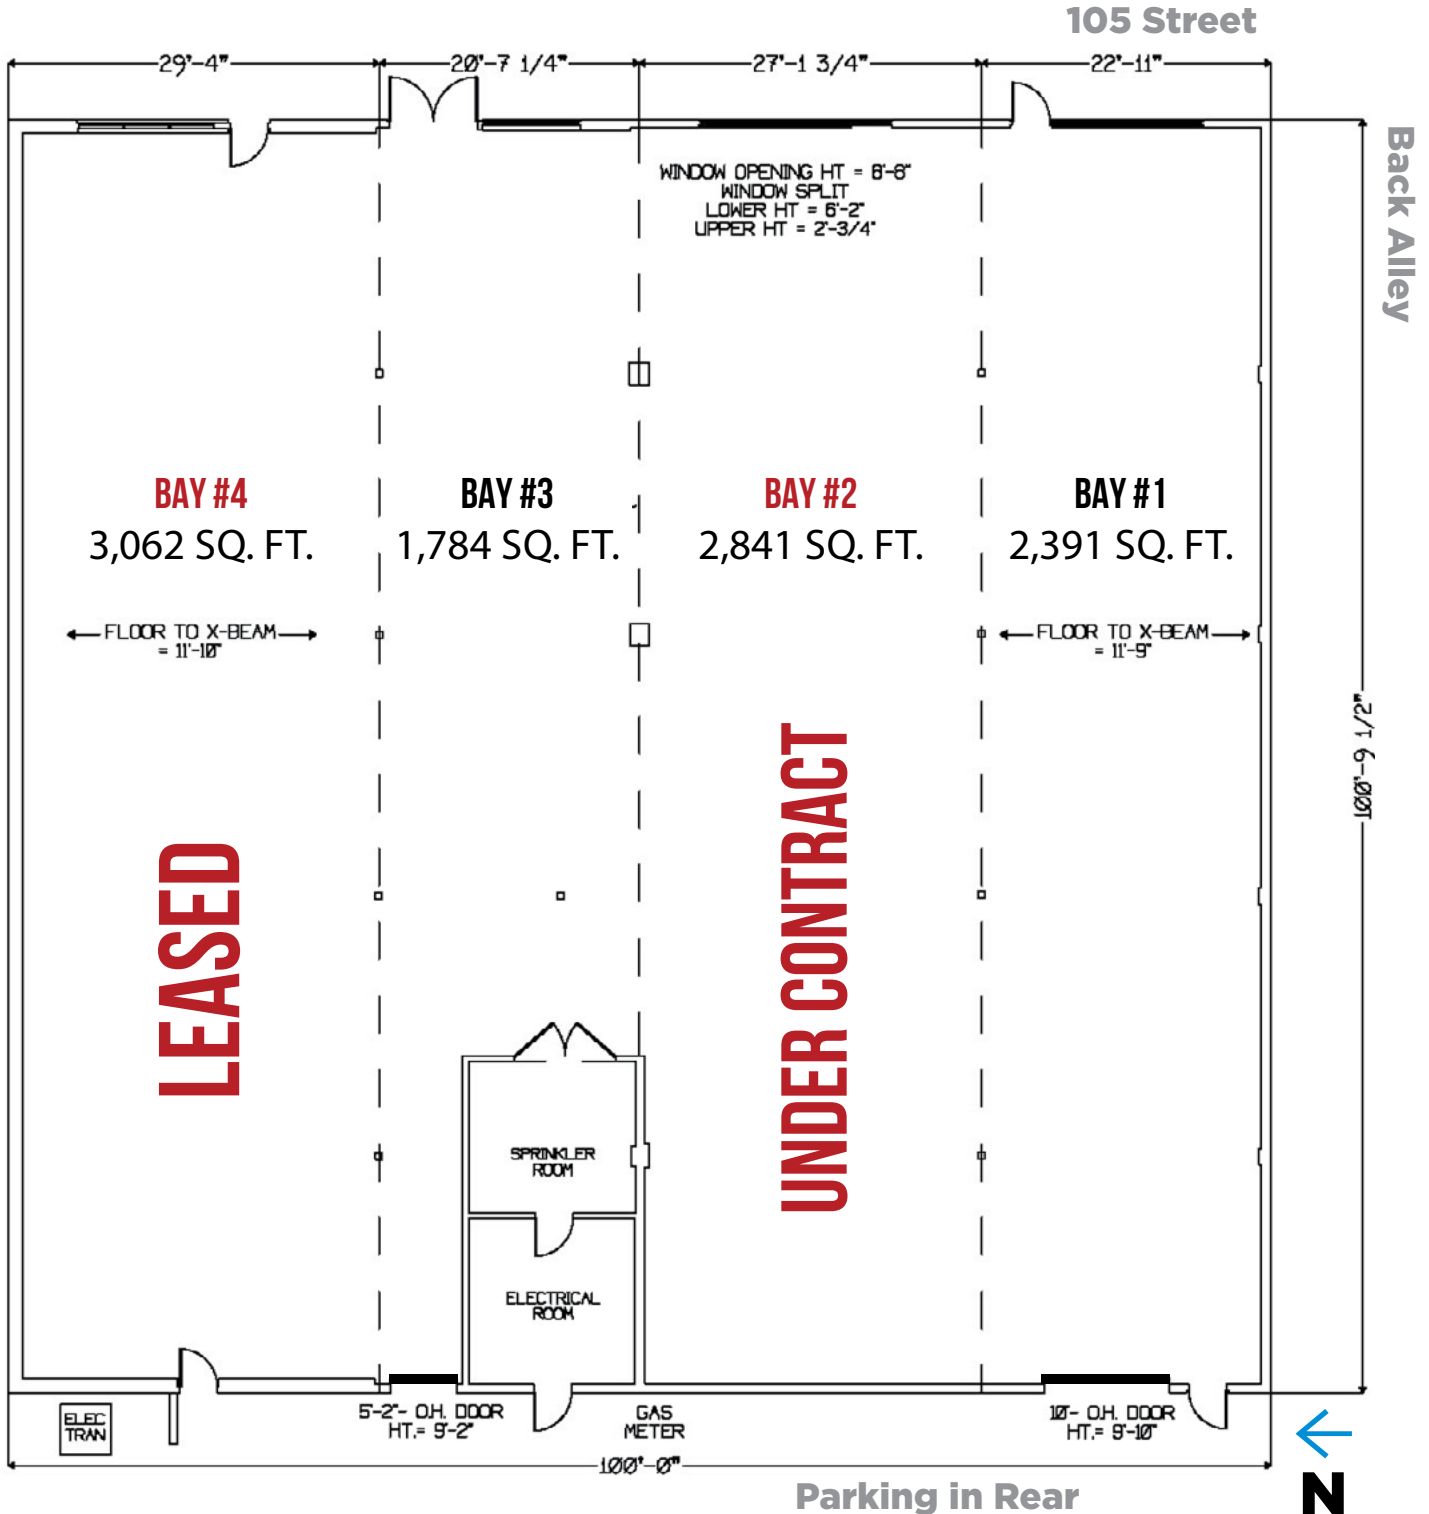 105 Street
29'-4"
20'-7 1/4"
27'-1 3/4"
22'-11"
Back Alley
WINDOW OPENING HT = 8'-8"
WINDOW SPLIT
LOWER HT = 6'-2"
UPPER HT = 2'-3/4"
BAY #4
3,062 SQ. FT.
BAY #3
1,784 SQ. FT.
BAY #2
2,841 SQ. FT.
BAY #1
2,391 SQ. FT.
FLOOR TO X-BEAM
= 11'-10"
FLOOR TO X-BEAM
= 11'-9"
100'-9 1/2"
LEASED
UNDER CONTRACT
SPRINKLER
ROOM
ELECTRICAL
ROOM
ELEC
TRAN
5'-2"- O.H. DOOR
HT.= 9'-2"
GAS
METER
10'- O.H. DOOR
HT.= 9'-10"
100'-0"
Parking in Rear
N